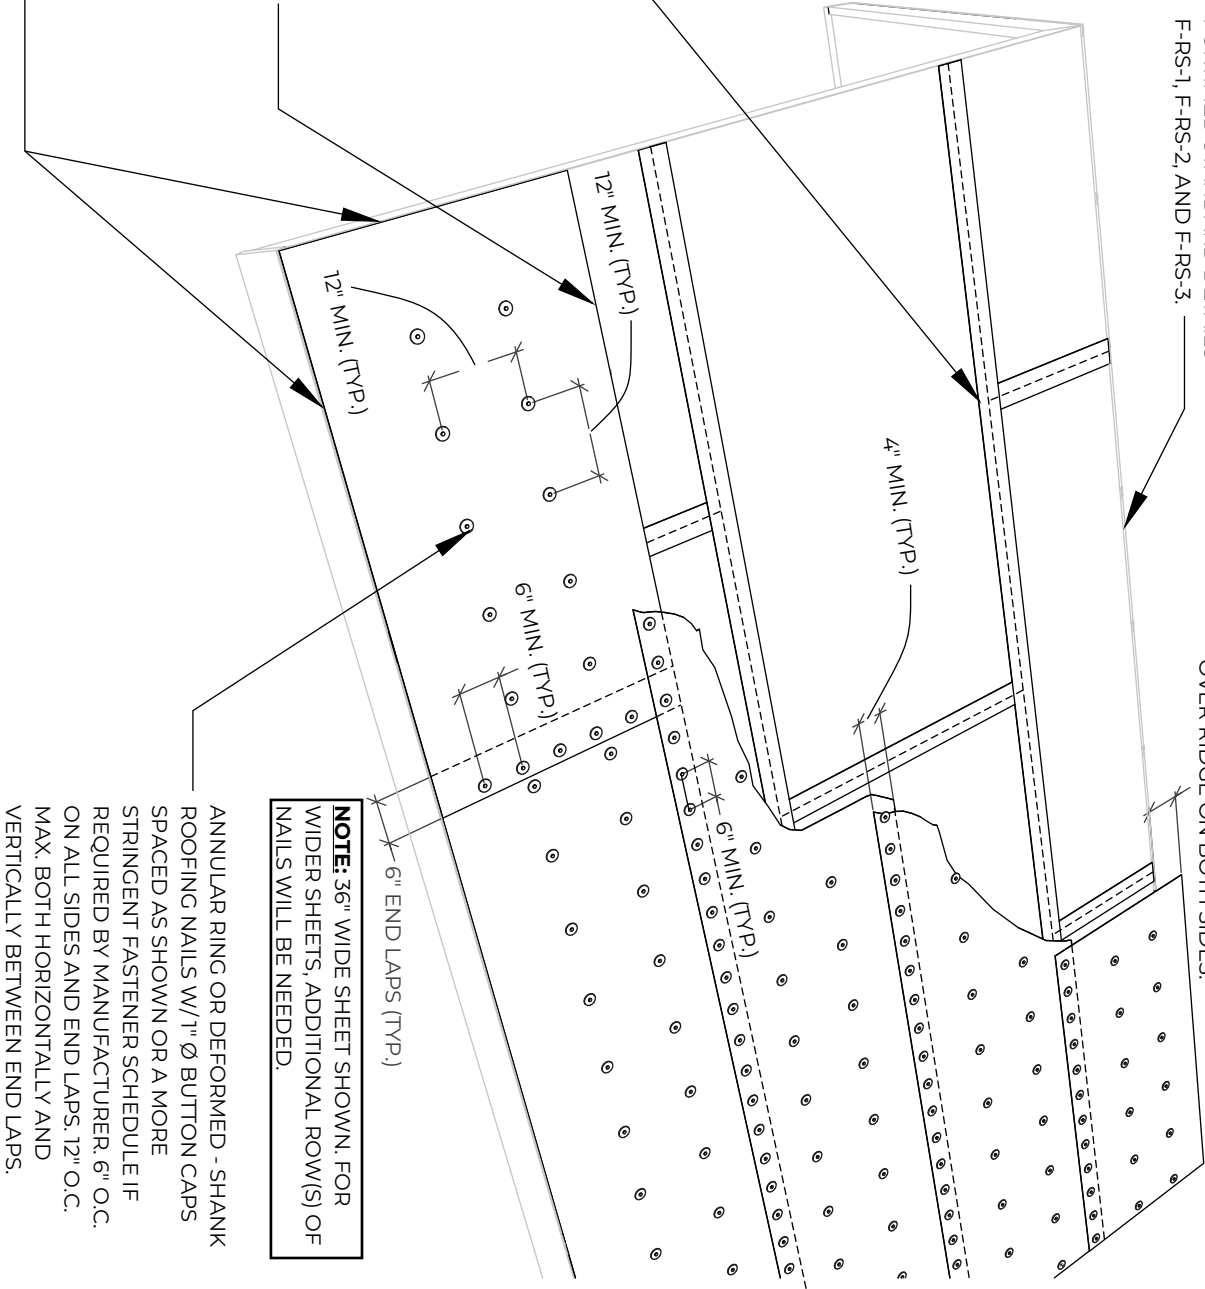 F-RS-1, F-RS-2, AND F-RS-3.
OVER RIDGE ON BOTH SIDES.
12" MIN. (TYP.)
12" MIN. (TYP.)
4" MIN. (TYP.)
6" MIN. (TYP.)
6" MIN. (TYP.)
6" END LAPS (TYP.)
NOTE: 36" WIDE SHEET SHOWN. FOR
WIDER SHEETS, ADDITIONAL ROW(S) OF
NAILS WILL BE NEEDED.
ANNULAR RING OR DEFORMED - SHANK
ROOFING NAILS W/ 1" Ø BUTTON CAPS
SPACED AS SHOWN OR A MORE
STRINGENT FASTENER SCHEDULE IF
REQUIRED BY MANUFACTURER. 6" O.C.
ON ALL SIDES AND END LAPS. 12" O.C.
MAX. BOTH HORIZONTALLY AND
VERTICALLY BETWEEN END LAPS.